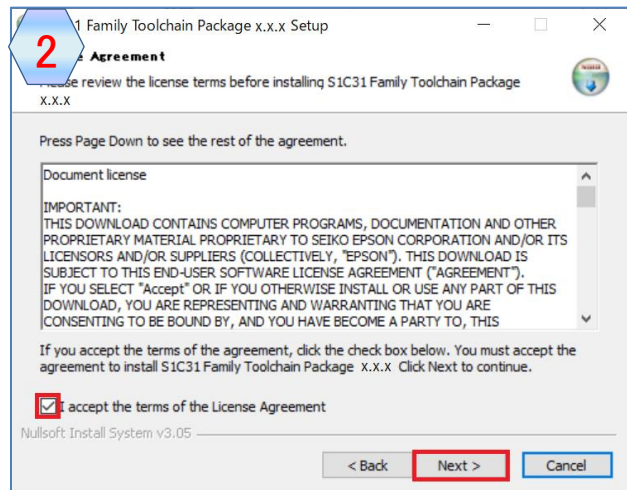 1 Family Toolchain Package x.x.x Setup
2
Agreement
review the license terms before installing S1C31 Family Toolchain Package
x.x.x
Press Page Down to see the rest of the agreement.
Document license
IMPORTANT:
THIS DOWNLOAD CONTAINS COMPUTER PROGRAMS, DOCUMENTATION AND OTHER
PROPRIETARY MATERIAL PROPRIETARY TO SEIKO EPSON CORPORATION AND/OR ITS
LICENSORS AND/OR SUPPLIERS (COLLECTIVELY, "EPSON"). THIS DOWNLOAD IS
SUBJECT TO THIS END-USER SOFTWARE LICENSE AGREEMENT ("AGREEMENT").
IF YOU SELECT "Accept" OR IF YOU OTHERWISE INSTALL OR USE ANY PART OF THIS
DOWNLOAD, YOU ARE REPRESENTING AND WARRANTING THAT YOU ARE
CONSENTING TO BE BOUND BY, AND YOU HAVE BECOME A PARTY TO, THIS
If you accept the terms of the agreement, click the check box below. You must accept the
agreement to install S1C31 Family Toolchain Package x.x.x Click Next to continue.
I accept the terms of the License Agreement
Nullsoft Install System v3.05
< Back Next > Cancel